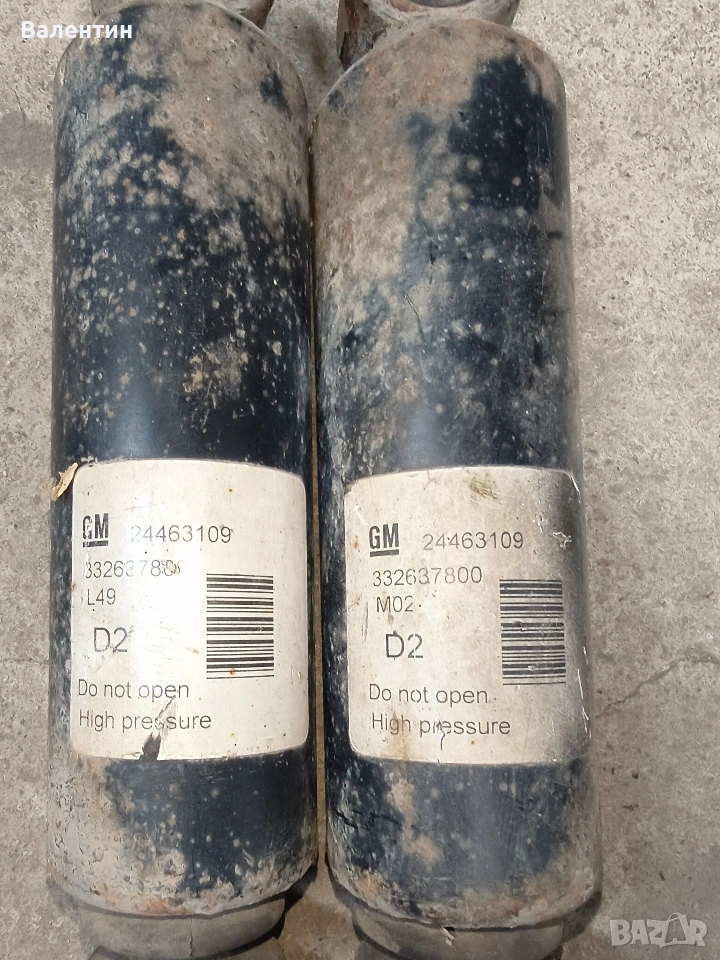 Валентин
GM 24463109
33263780
L49
D2
Do not open
High pressure
GM 24463109
332637800
M02
D2
Do not open
High pressure
BAZAR